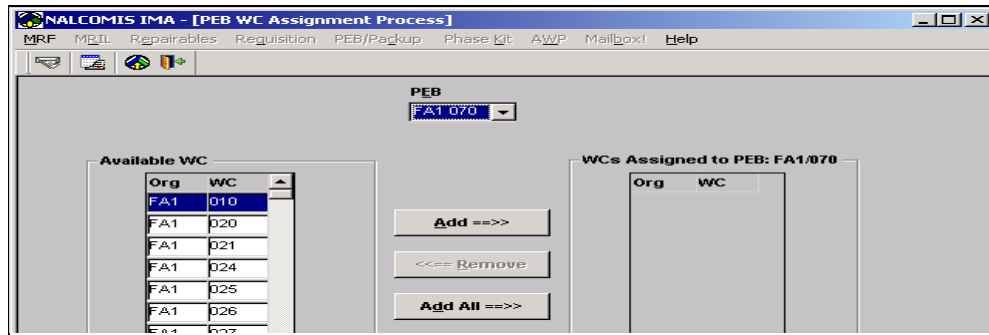 NALCOMIS IMA - [PEB WC Assignment Process]
MRF MRIL Repairables Requisition PEB/Packup Phase Kit AWP Mailbox! Help
PEB
FA1 070
Available WC
Org WC
FA1 010
FA1 020
FA1 021
FA1 024
FA1 025
FA1 026
FA1 027
Add ==>>
<<== Remove
Add All ==>>
WCs Assigned to PEB: FA1/070
Org WC